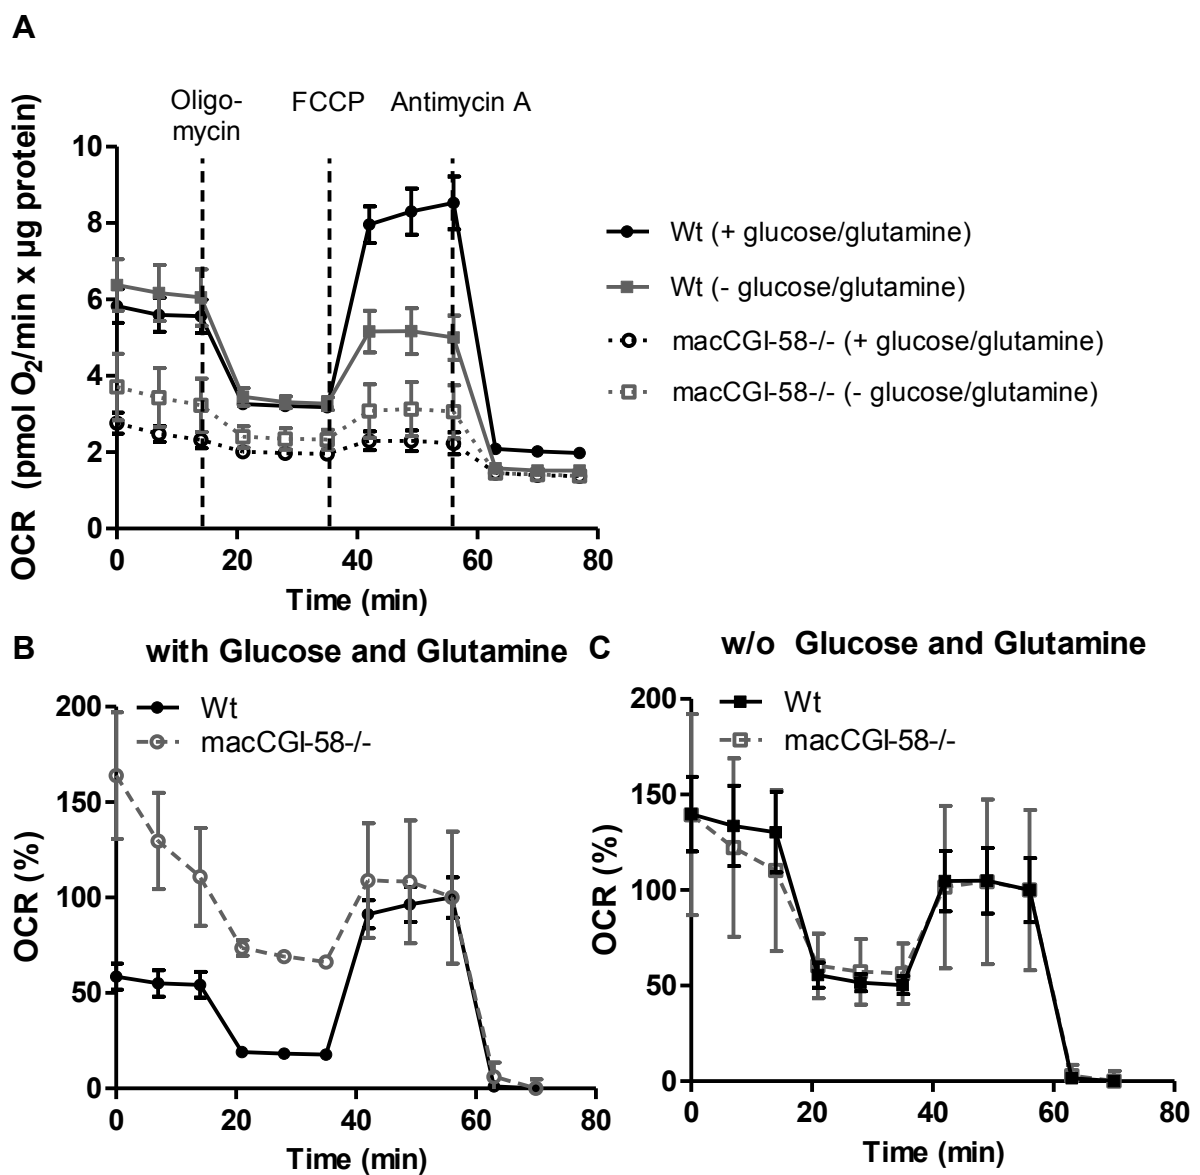 A
Oligo-
mycin
FCCP
Antimycin A
OCR (pmol O2/min x µg protein)
10
8
6
4
2
0
0 20 40 60 80
Time (min)
Wt (+ glucose/glutamine)
Wt (- glucose/glutamine)
macCGI-58-/- (+ glucose/glutamine)
macCGI-58-/- (- glucose/glutamine)
B
with Glucose and Glutamine
Wt
macCGI-58-/-
OCR (%)
200
150
100
50
0
0 20 40 60 80
Time (min)
C
w/o Glucose and Glutamine
Wt
macCGI-58-/-
OCR (%)
200
150
100
50
0
0 20 40 60 80
Time (min)